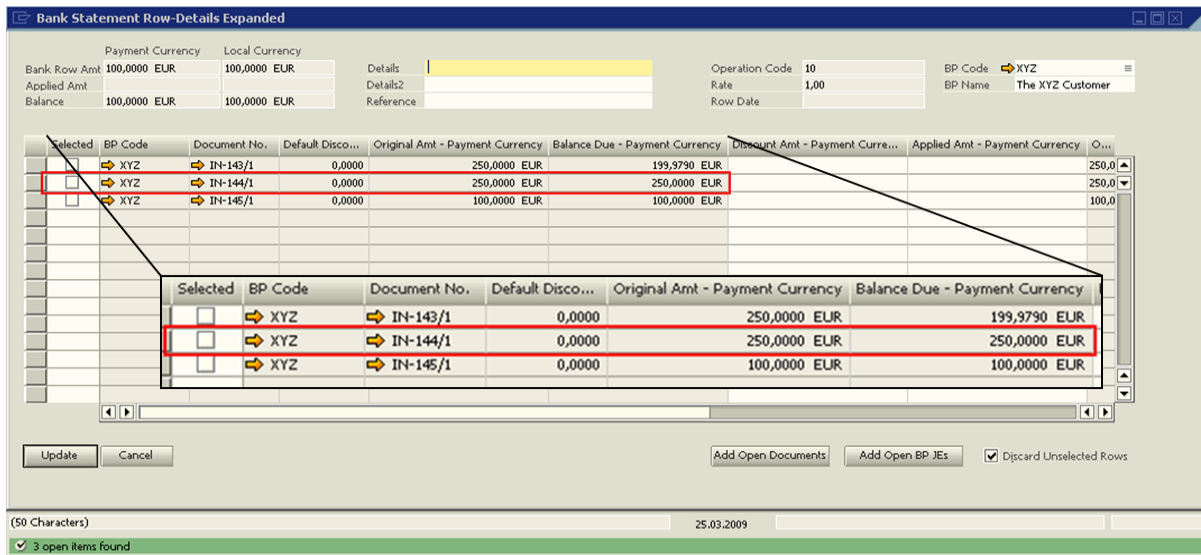 Bank Statement Row-Details Expanded
Payment Currency Local Currency
Bank Row Amt 100,0000 EUR 100,0000 EUR Details Operation Code 10 BP Code XYZ
Applied Amt Details2 Rate 1,00 BP Name The XYZ Customer
Balance 100,0000 EUR 100,0000 EUR Reference Row Date
Selected BP Code Document No. Default Disco... Original Amt - Payment Currency Balance Due - Payment Currency Discount Amt - Payment Curre... Applied Amt - Payment Currency O...
XYZ IN-143/1 0,0000 250,0000 EUR 199,9790 EUR 250,0
XYZ IN-144/1 0,0000 250,0000 EUR 250,0000 EUR 250,0
XYZ IN-145/1 0,0000 100,0000 EUR 100,0000 EUR 100,0
Selected BP Code Document No. Default Disco... Original Amt - Payment Currency Balance Due - Payment Currency
XYZ IN-143/1 0,0000 250,0000 EUR 199,9790 EUR
XYZ IN-144/1 0,0000 250,0000 EUR 250,0000 EUR
XYZ IN-145/1 0,0000 100,0000 EUR 100,0000 EUR
Update Cancel Add Open Documents Add Open BP JEs Discard Unselected Rows
(50 Characters) 25.03.2009
3 open items found